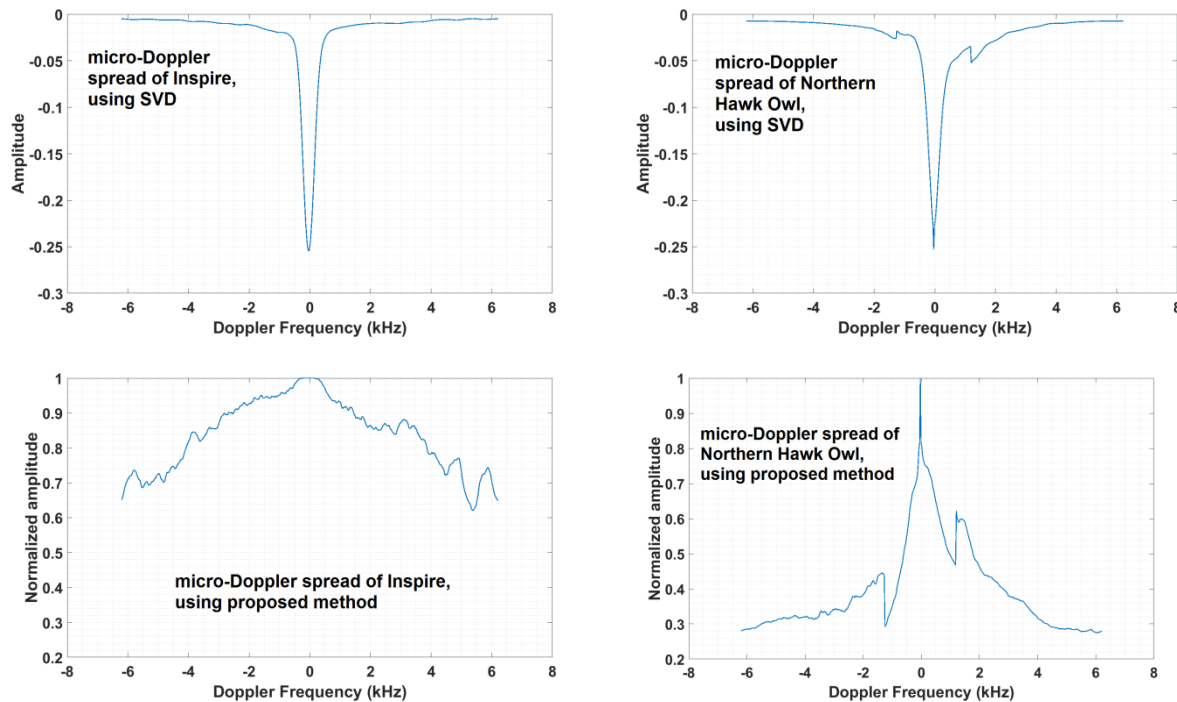 0
-0.05
-0.1
-0.15
-0.2
-0.25
-0.3
Amplitude
micro-Doppler
spread of Inspire,
using SVD
-8 -6 -4 -2 0 2 4 6 8
Doppler Frequency (kHz)
0
-0.05
-0.1
-0.15
-0.2
-0.25
-0.3
Amplitude
micro-Doppler
spread of Northern
Hawk Owl,
using SVD
-8 -6 -4 -2 0 2 4 6 8
Doppler Frequency (kHz)
1
0.9
0.8
0.7
0.6
0.5
0.4
0.3
0.2
Normalized amplitude
micro-Doppler spread of Inspire,
using proposed method
-8 -6 -4 -2 0 2 4 6 8
Doppler Frequency (kHz)
1
0.9
0.8
0.7
0.6
0.5
0.4
0.3
0.2
Normalized amplitude
micro-Doppler spread of
Northern Hawk Owl,
using proposed method
-8 -6 -4 -2 0 2 4 6 8
Doppler Frequency (kHz)